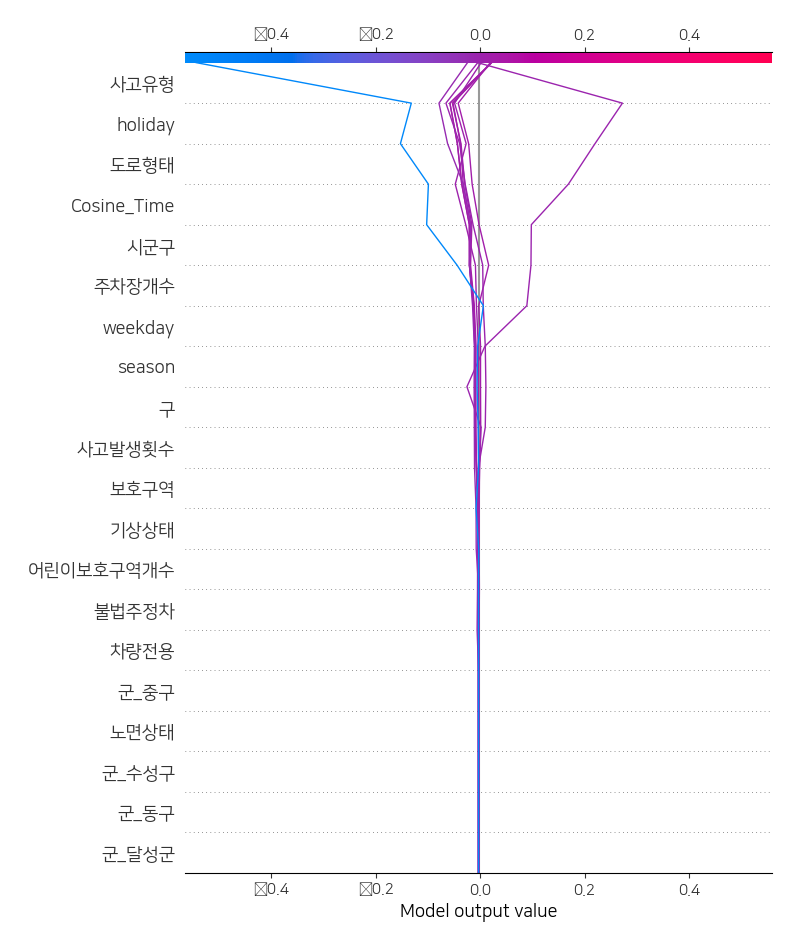 0.4 0.2 0.0 0.2 0.4
사고유형
holiday
도로형태
Cosine_Time
시군구
주차장개수
weekday
season
구
사고발생횟수
보호구역
기상상태
어린이보호구역개수
불법주정차
차량전용
군_중구
노면상태
군_수성구
군_동구
군_달성군
0.4 0.2 0.0 0.2 0.4
Model output value